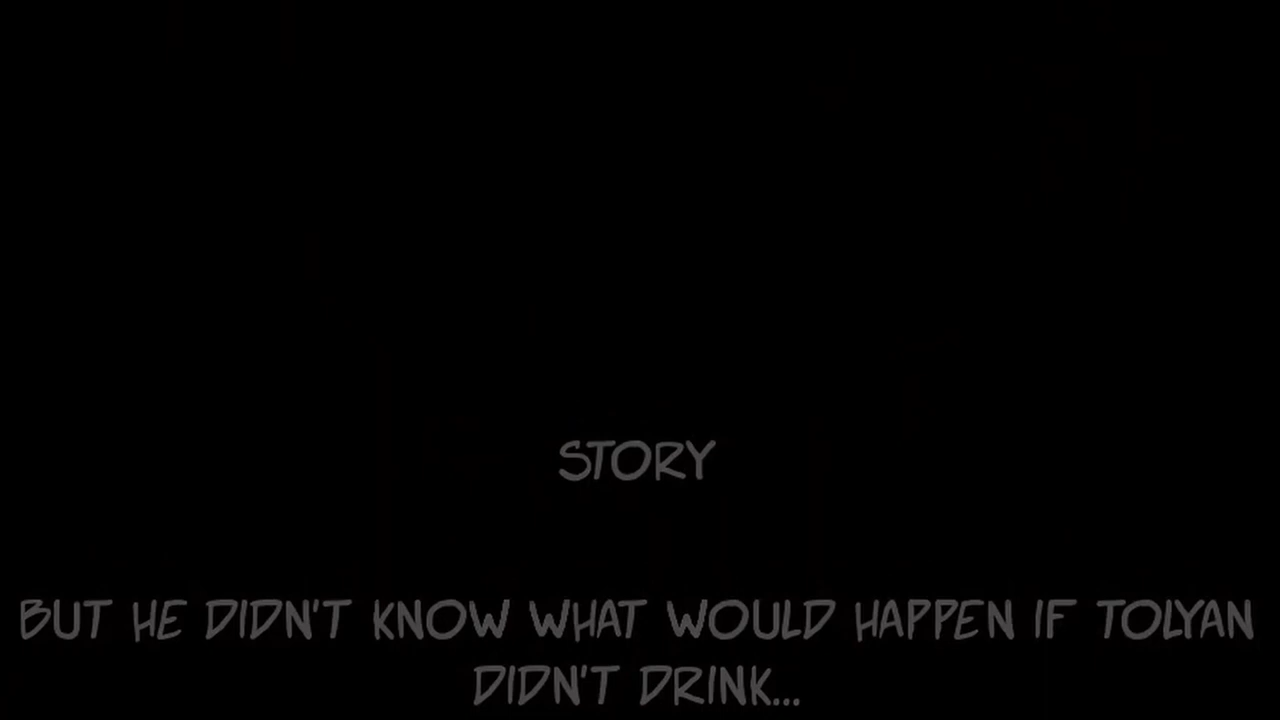 STORY
BUT HE DIDN'T KNOW WHAT WOULD HAPPEN IF TOLYAN
DIDN'T DRINK...